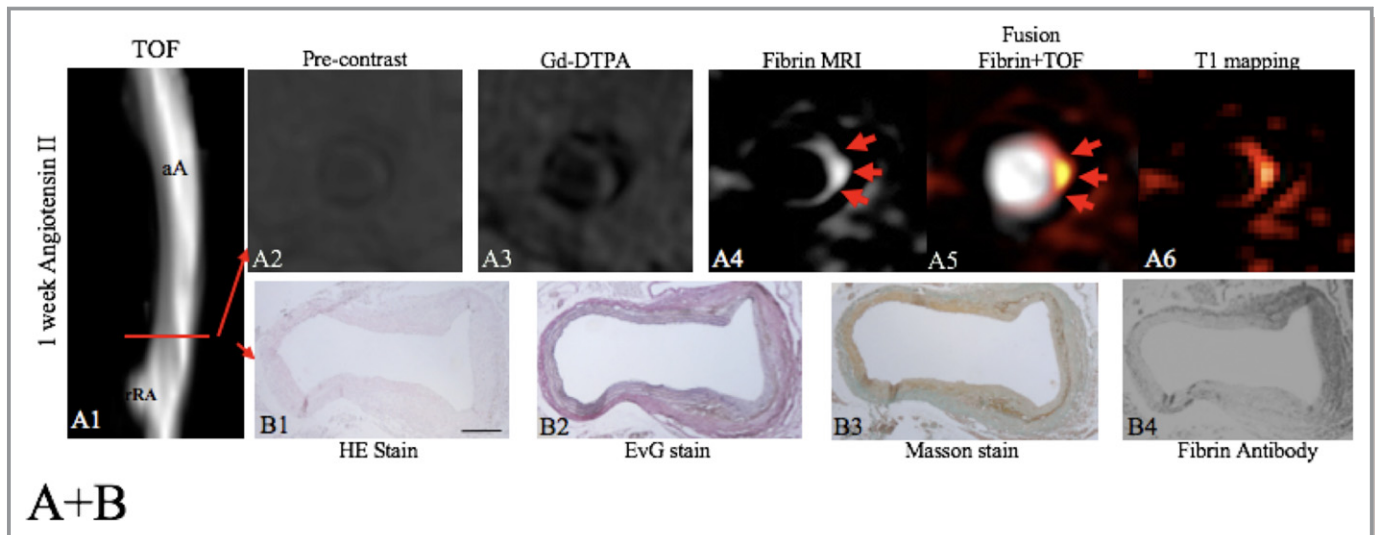 TOF
Pre-contrast
Gd-DTPA
Fibrin MRI
Fusion
Fibrin+TOF
T1 mapping
1 week Angiotensin II
aA
rRA
A1
A2
A3
A4
A5
A6
B1
B2
B3
B4
HE Stain
EvG stain
Masson stain
Fibrin Antibody
A+B